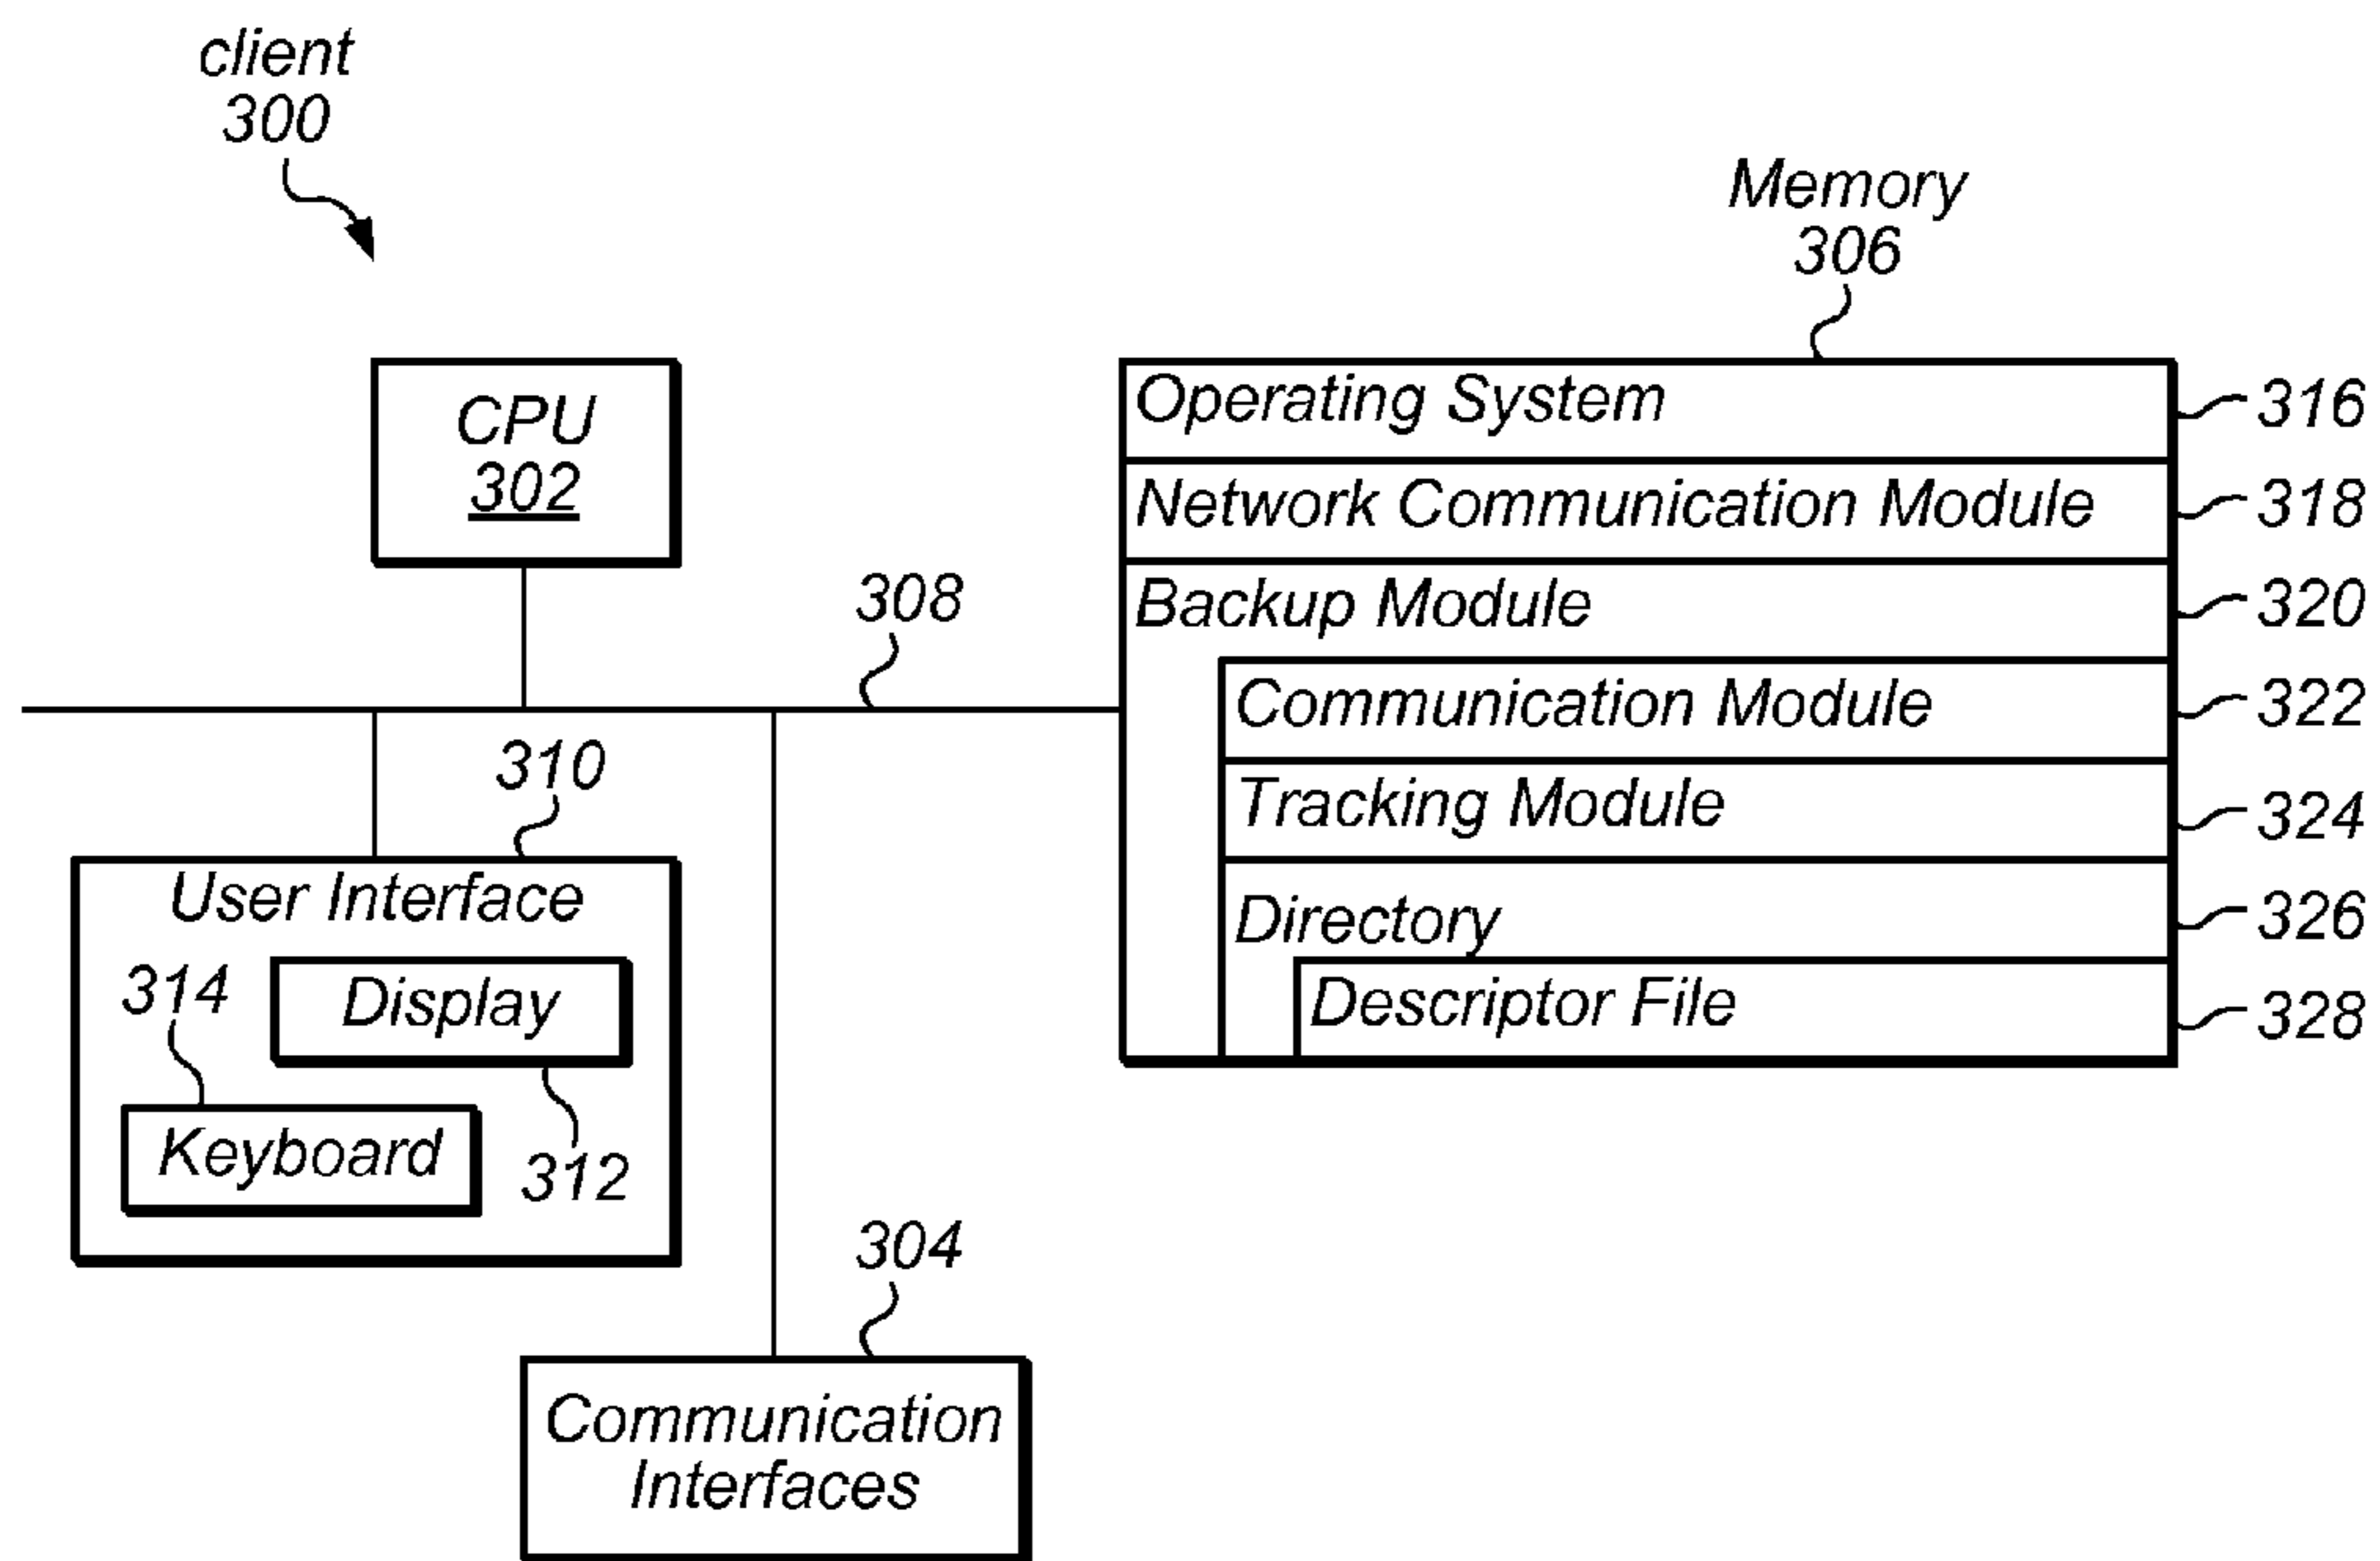 client
300
Memory
306
CPU
302
Operating System
316
Network Communication Module
318
308
Backup Module
320
Communication Module
322
310
Tracking Module
324
User Interface
Directory
326
314
Display
Descriptor File
328
Keyboard
312
304
Communication
Interfaces